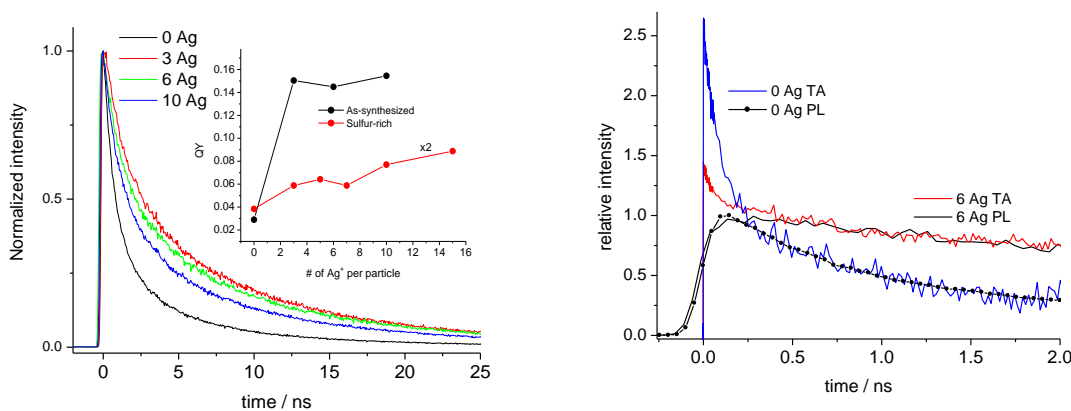 0 Ag
3 Ag
6 Ag
10 Ag
As-synthesized
Sulfur-rich
x2
0.16
0.14
0.12
0.10
0.08
0.06
0.04
0.02
QY
0 2 4 6 8 10 12 14 16
# of Ag+ per particle
1.0
0.5
0.0
Normalized intensity
0 5 10 15 20 25
time / ns
0 Ag TA
0 Ag PL
6 Ag TA
6 Ag PL
2.5
2.0
1.5
1.0
0.5
0.0
relative intensity
0.0 0.5 1.0 1.5 2.0
time / ns